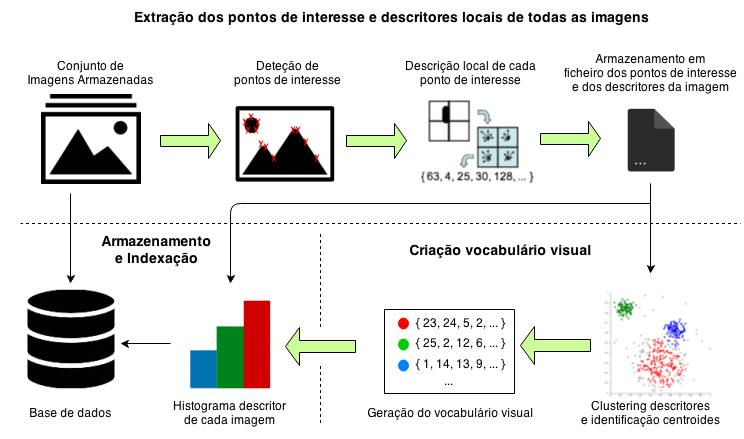 Extração dos pontos de interesse e descritores locais de todas as imagens
Conjunto de
Imagens Armazenadas
Deteção de
pontos de interesse
Descrição local de cada
ponto de interesse
{ 63, 4, 25, 30, 128, ... }
Armazenamento em
ficheiro dos pontos de interesse
e dos descritores da imagem
...
Armazenamento
e Indexação
Criação vocabulário visual
Base de dados
Histograma descritor
de cada imagem
{ 23, 24, 5, 2, ... }
{ 25, 2, 12, 6, ... }
{ 1, 14, 13, 9, ... }
...
Geração do vocabulário visual
Clustering descritores
e identificação centroides